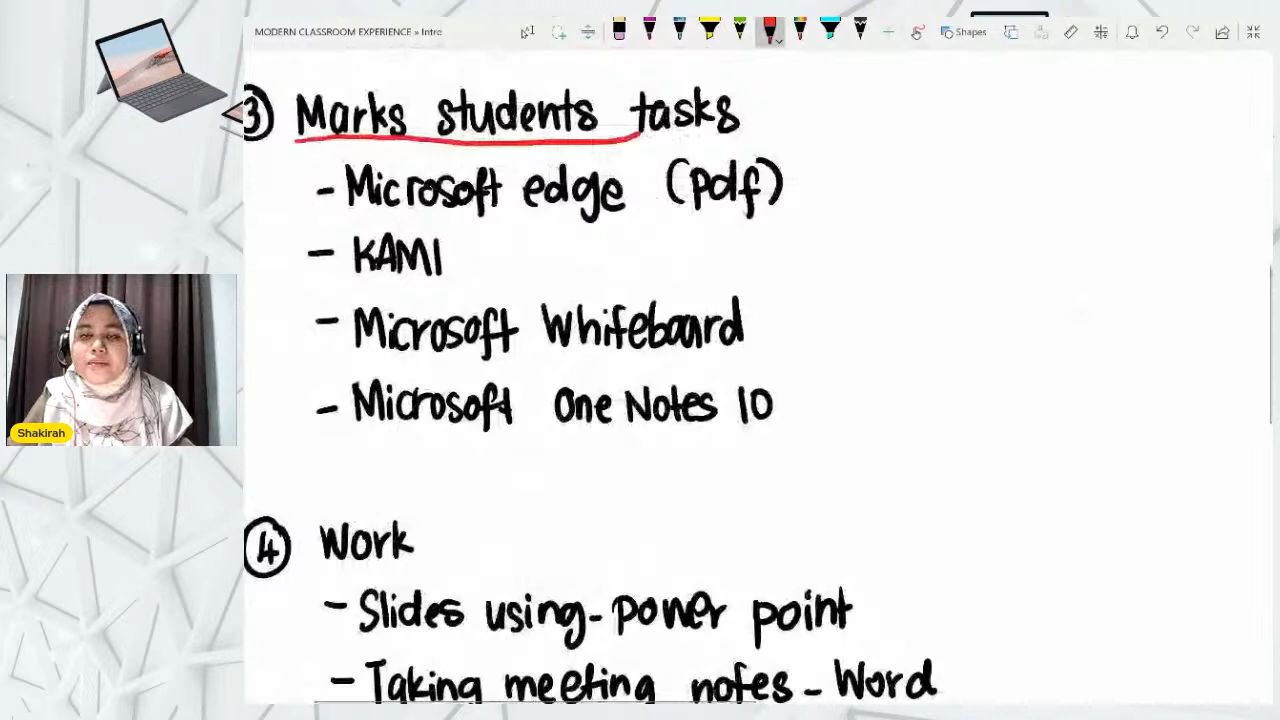 MODERN CLASSROOM EXPERIENCE » Intro
Shapes
3 Marks students tasks
- Microsoft edge (pdf)
- KAMI
- Microsoft Whiteboard
- Microsoft One Notes 10
Shakirah
4 Work
- Slides using - power point
- Taking meeting notes - Word